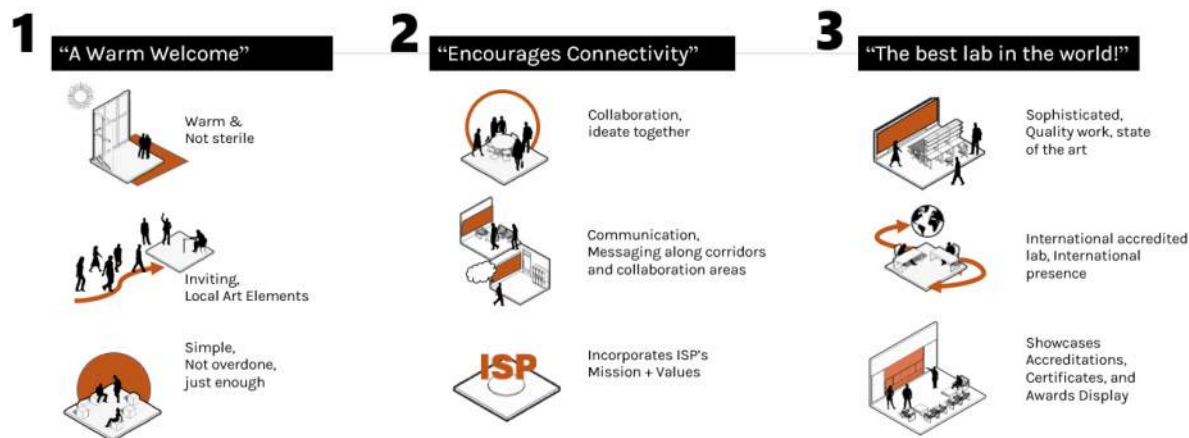 1
“A Warm Welcome”
Warm &
Not sterile
Inviting,
Local Art Elements
Simple,
Not overdone,
just enough
2
“Encourages Connectivity”
Collaboration,
ideate together
Communication,
Messaging along corridors
and collaboration areas
ISP
Incorporates ISP’s
Mission + Values
3
“The best lab in the world!”
Sophisticated,
Quality work, state
of the art
International accredited
lab, International
presence
Showcases
Accreditations,
Certificates, and
Awards Display